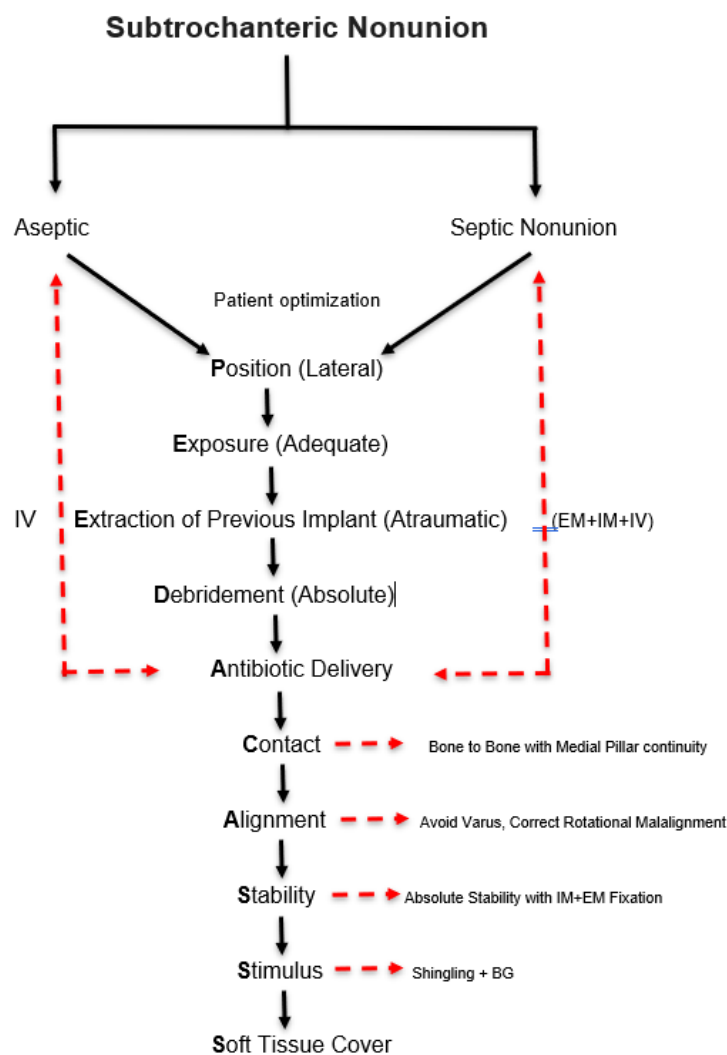 Subtrochanteric Nonunion
Aseptic
Septic Nonunion
Patient optimization
Position (Lateral)
Exposure (Adequate)
IV
Extraction of Previous Implant (Atraumatic)
(EM+IM+IV)
Debridement (Absolute)
Antibiotic Delivery
Contact
Bone to Bone with Medial Pillar continuity
Alignment
Avoid Varus, Correct Rotational Malalignment
Stability
Absolute Stability with IM+EM Fixation
Stimulus
Shingling + BG
Soft Tissue Cover